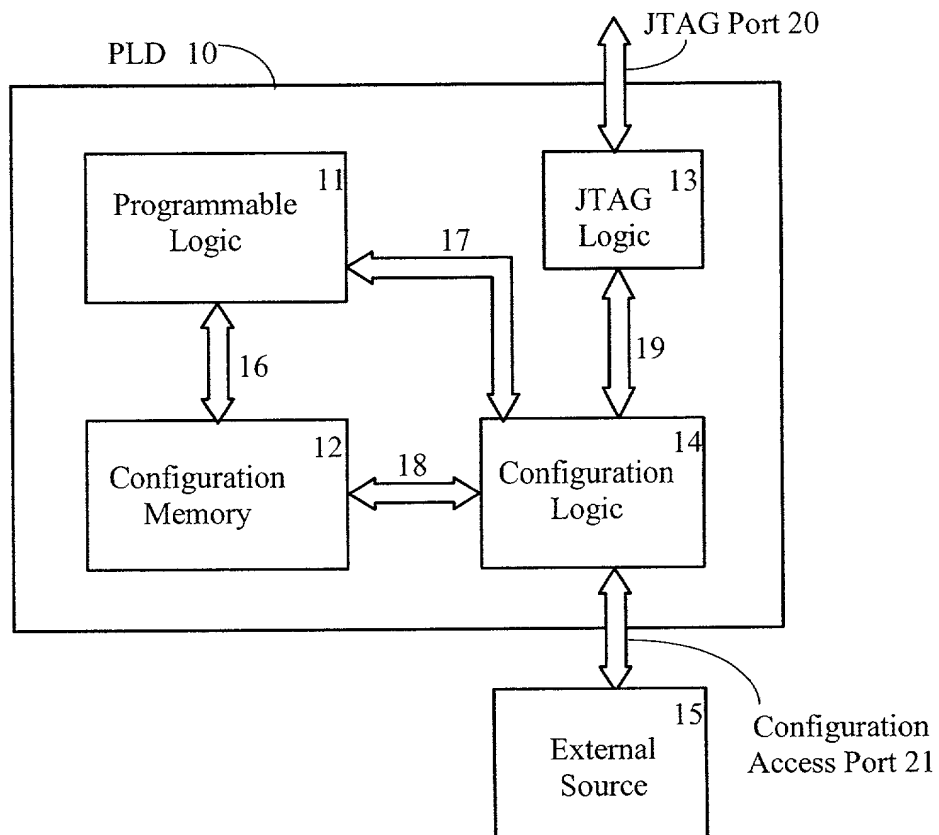 JTAG Port 20
PLD 10
11
Programmable
Logic
13
JTAG
Logic
17
16
19
12
Configuration
Memory
18
14
Configuration
Logic
15
External
Source
Configuration
Access Port 21